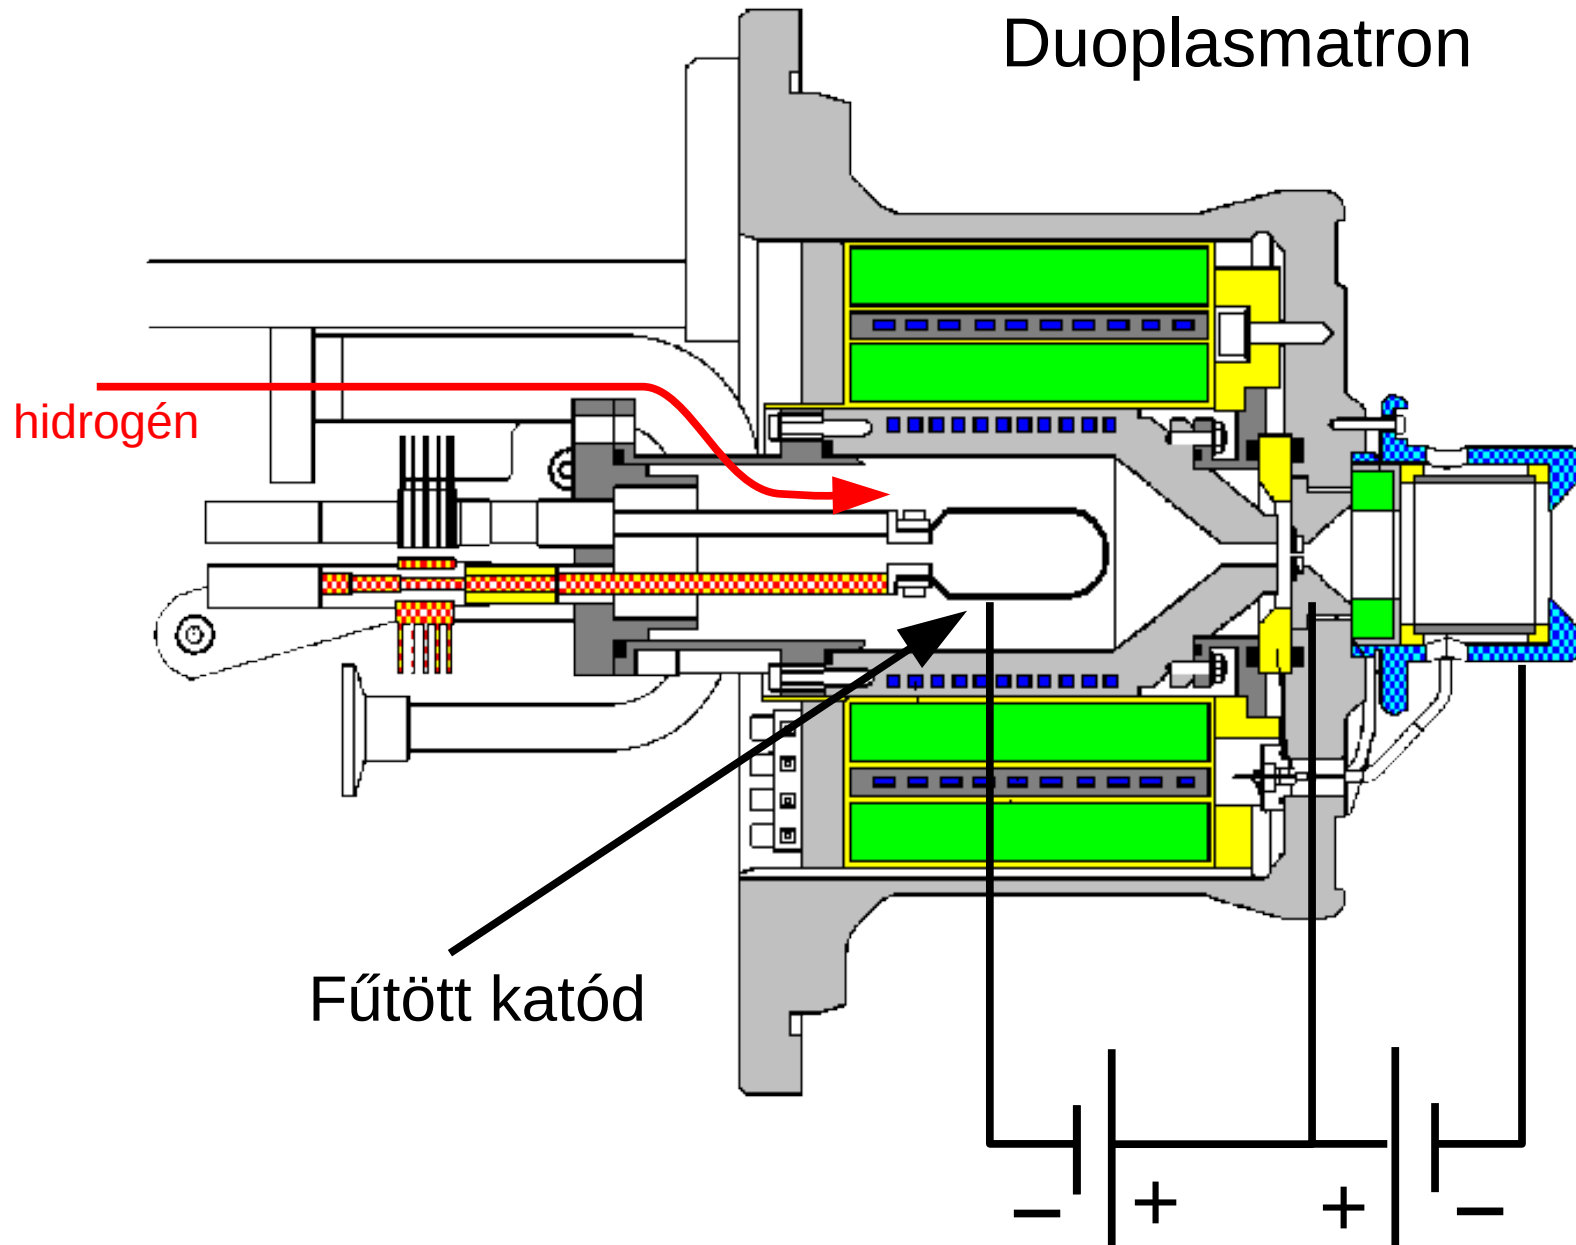 Duoplasmatron
hidrogén
Fűtött katód
− + + −